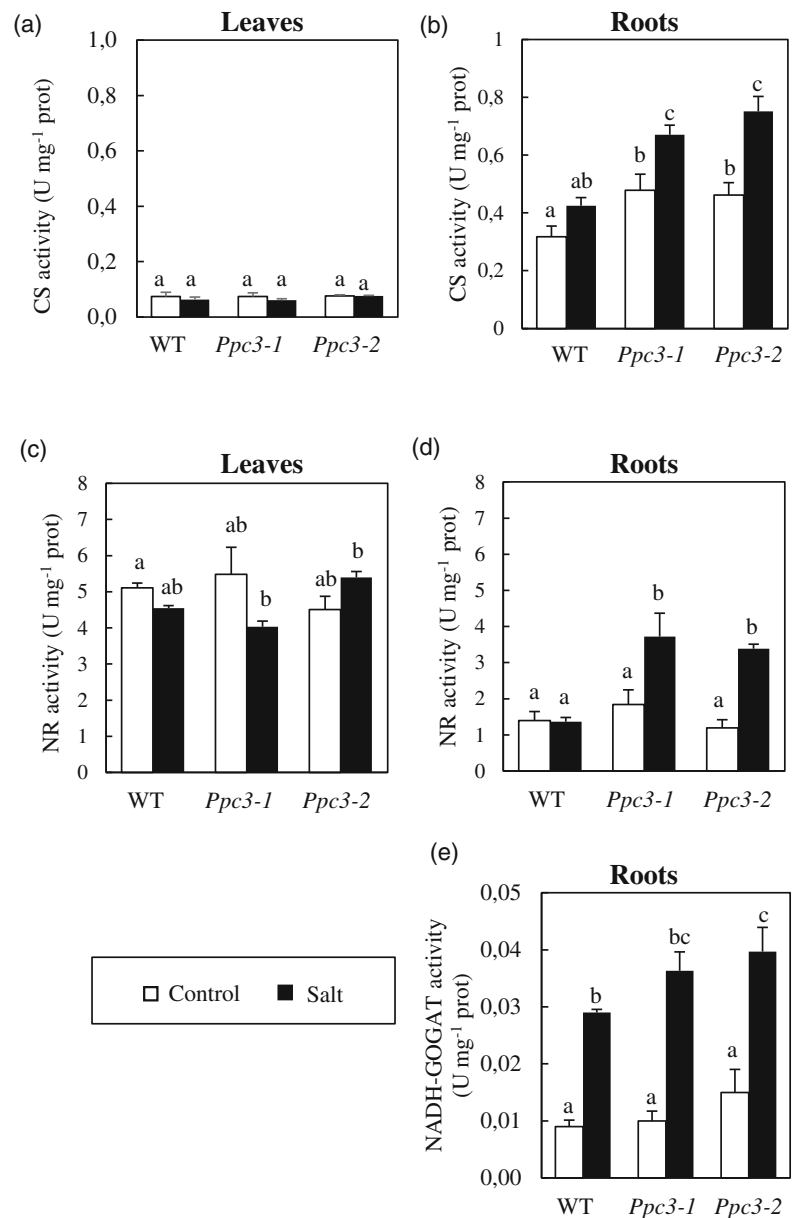 (a)
Leaves
CS activity (U mg-1 prot)
1,0
0,8
0,6
0,4
0,2
0,0
a a a a a a
WT Ppc3-1 Ppc3-2
(b)
Roots
CS activity (U mg-1 prot)
1
0,8
0,6
0,4
0,2
0
a ab b c b c
WT Ppc3-1 Ppc3-2
(c)
Leaves
NR activity (U mg-1 prot)
8
7
6
5
4
3
2
1
0
a ab ab b ab b
WT Ppc3-1 Ppc3-2
(d)
Roots
NR activity (U mg-1 prot)
8
7
6
5
4
3
2
1
0
a a a b a b
WT Ppc3-1 Ppc3-2
Control Salt
(e)
Roots
NADH-GOGAT activity
(U mg-1 prot)
0,05
0,04
0,03
0,02
0,01
0,00
a b a bc a c
WT Ppc3-1 Ppc3-2